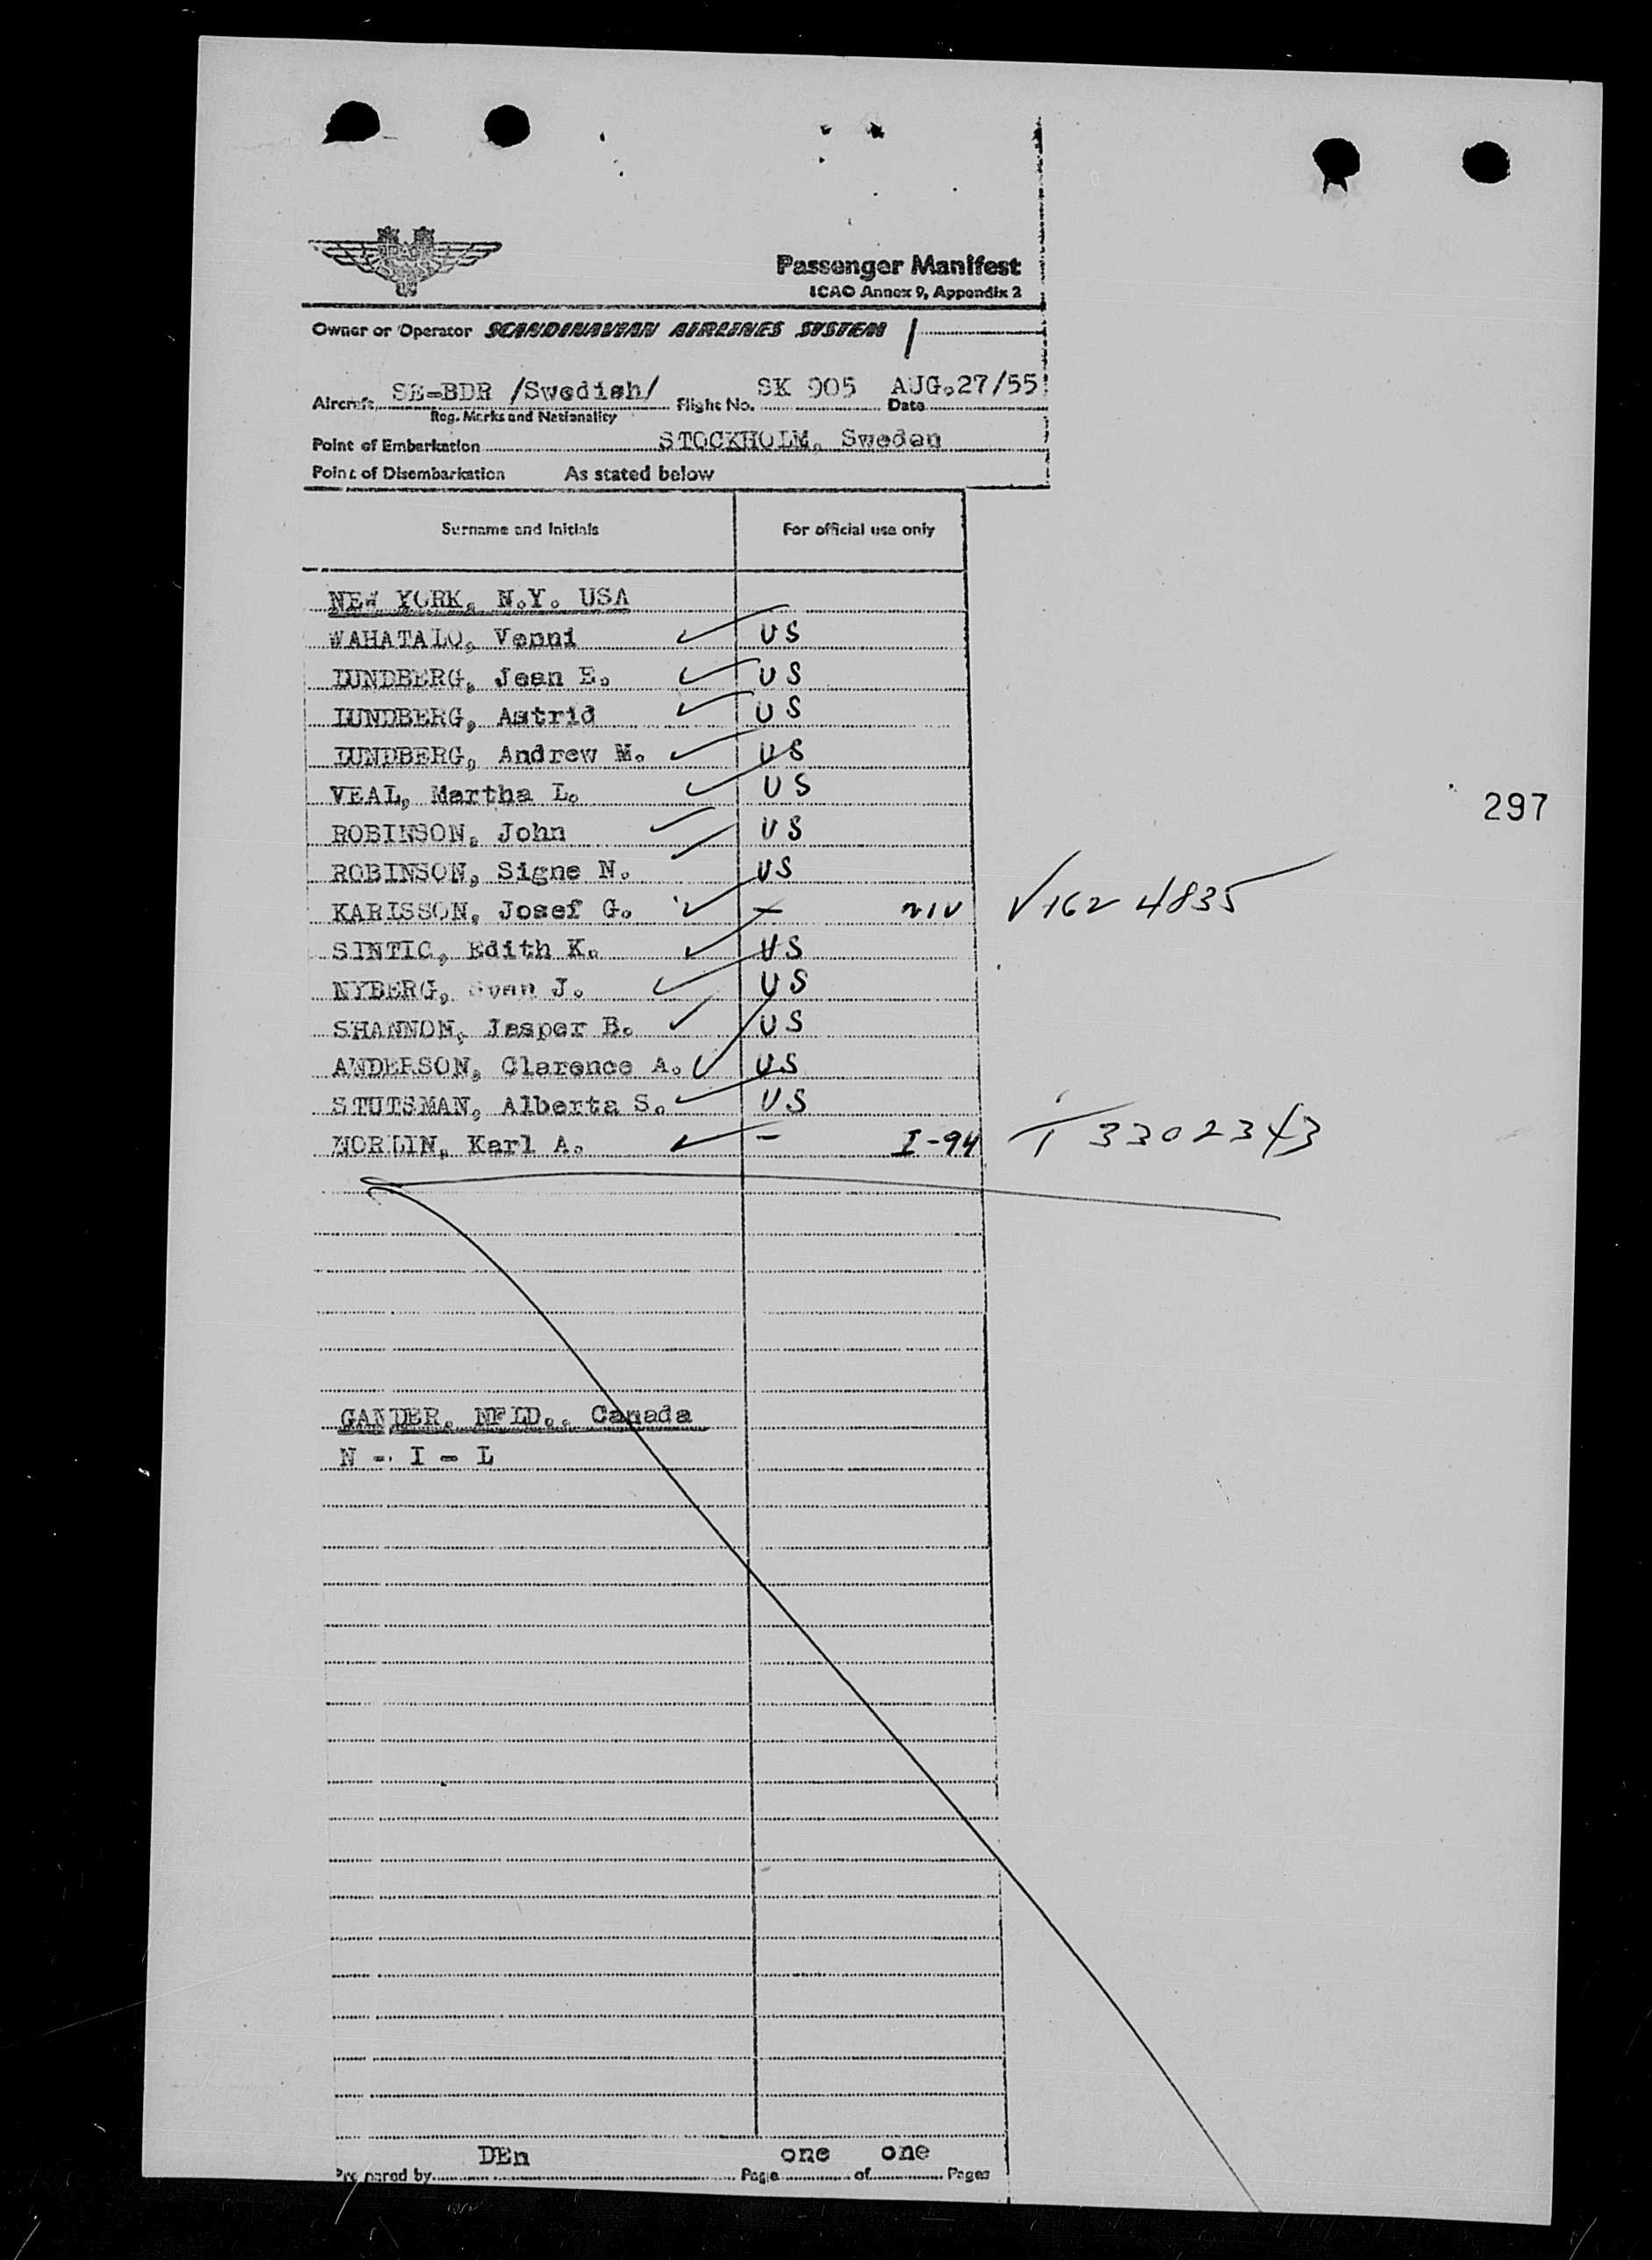 Passenger Manifest
ICAO Annex 9, Appendix 2
Owner or Operator SCANDINAVIAN AIRLINES SYSTEM
Aircraft SE-BDR /Swedish/ Flight No. SK 905 Date AUG.27/55
Reg. Marks and Nationality
Point of Embarkation STOCKHOLM, Sweden
Point of Disembarkation As stated below
Surname and Initials For official use only
NEW YORK, N.Y. USA
WAHATALO, Venni US
LUNDBERG, Jean E. US
LUNDBERG, Astrid US
LUNDBERG, Andrew M. US
VEAL, Martha L. US
297
ROBINSON, John US
ROBINSON, Signe N. US
KARISSON, Josef G. - NIV V162 4835
SINTIC, Edith K. US
NYBERG, J. US
SHANNON, Jasper B. US
ANDERSON, Clarence A. US
STUTSMAN, Alberta S. US
NORLIN, Karl A. - I-94 T 3302343
GANDER, NFLD., Canada
N - I - L
Prepared by DEn Page one of one Pages